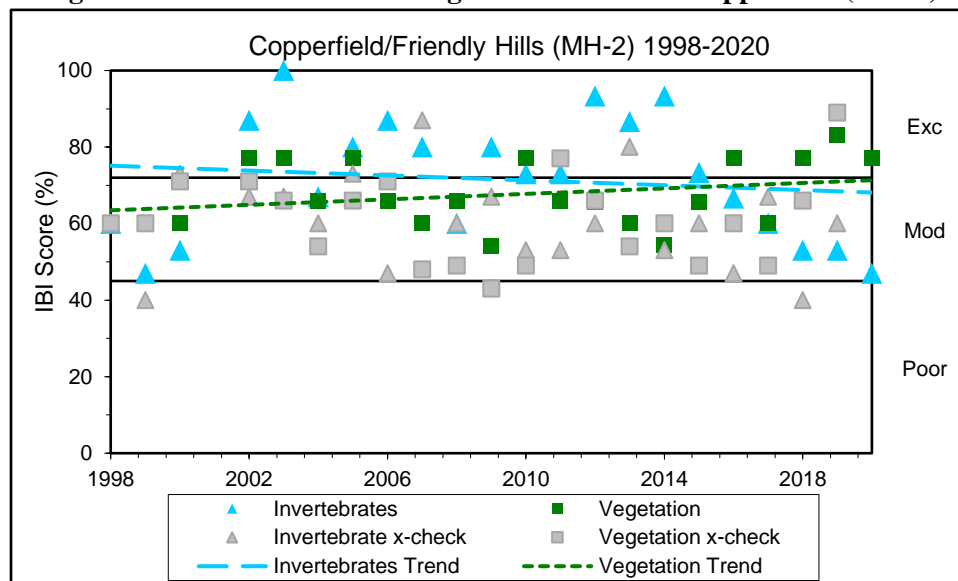 Copperfield/Friendly Hills (MH-2) 1998-2020
IBI Score (%)
100
80
60
40
20
0
Exc
Mod
Poor
1998 2002 2006 2010 2014 2018
Invertebrates Vegetation
Invertebrate x-check Vegetation x-check
Invertebrates Trend Vegetation Trend